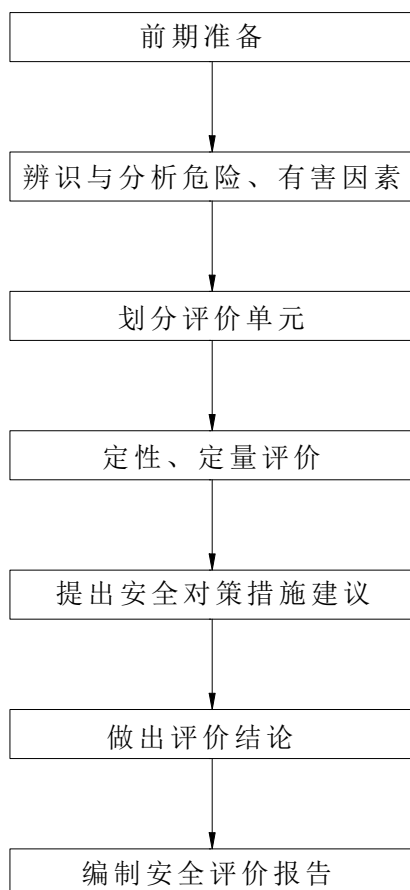 前期准备
辨识与分析危险、有害因素
划分评价单元
定性、定量评价
提出安全对策措施建议
做出评价结论
编制安全评价报告